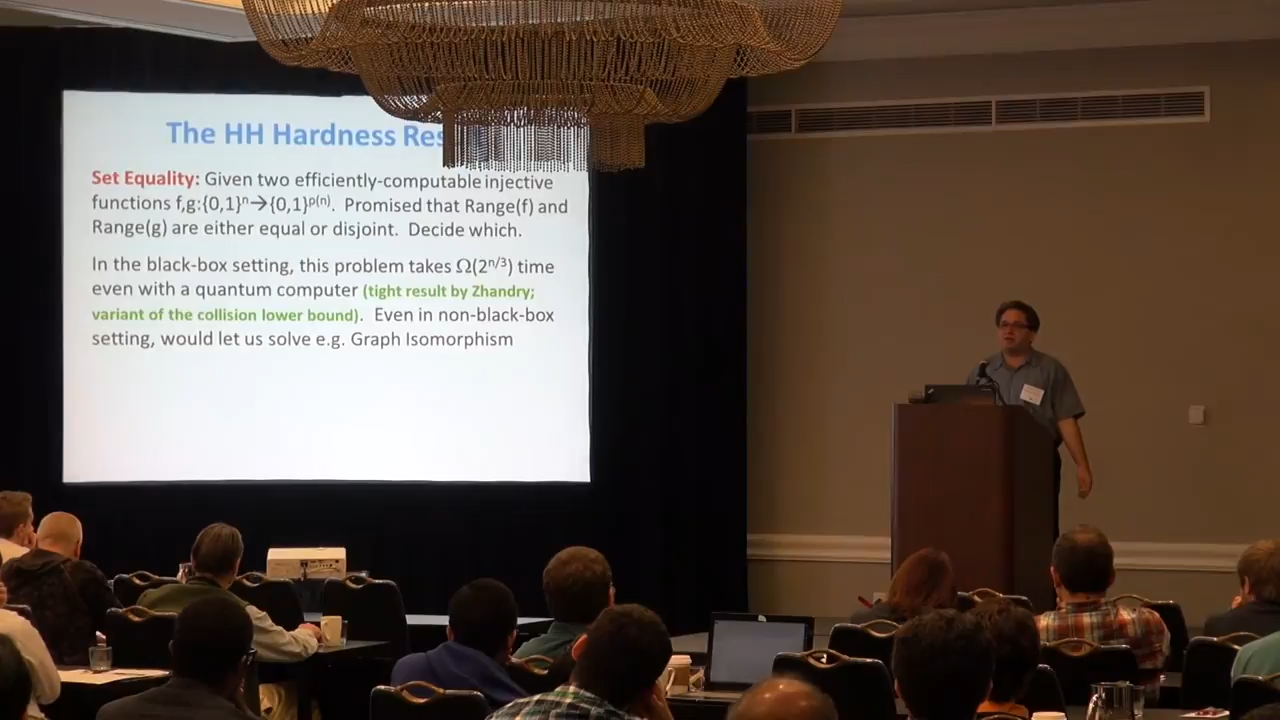 The HH Hardness
Set Equality: Given two efficiently-computable injective
functions f,g:{0,1}ⁿ→{0,1}ᵖ⁽ⁿ⁾. Promised that Range(f) and
Range(g) are either equal or disjoint. Decide which.
In the black-box setting, this problem takes Ω(2ⁿ/³) time
even with a quantum computer (tight result by Zhandry;
variant of the collision lower bound). Even in non-black-box
setting, would let us solve e.g. Graph Isomorphism